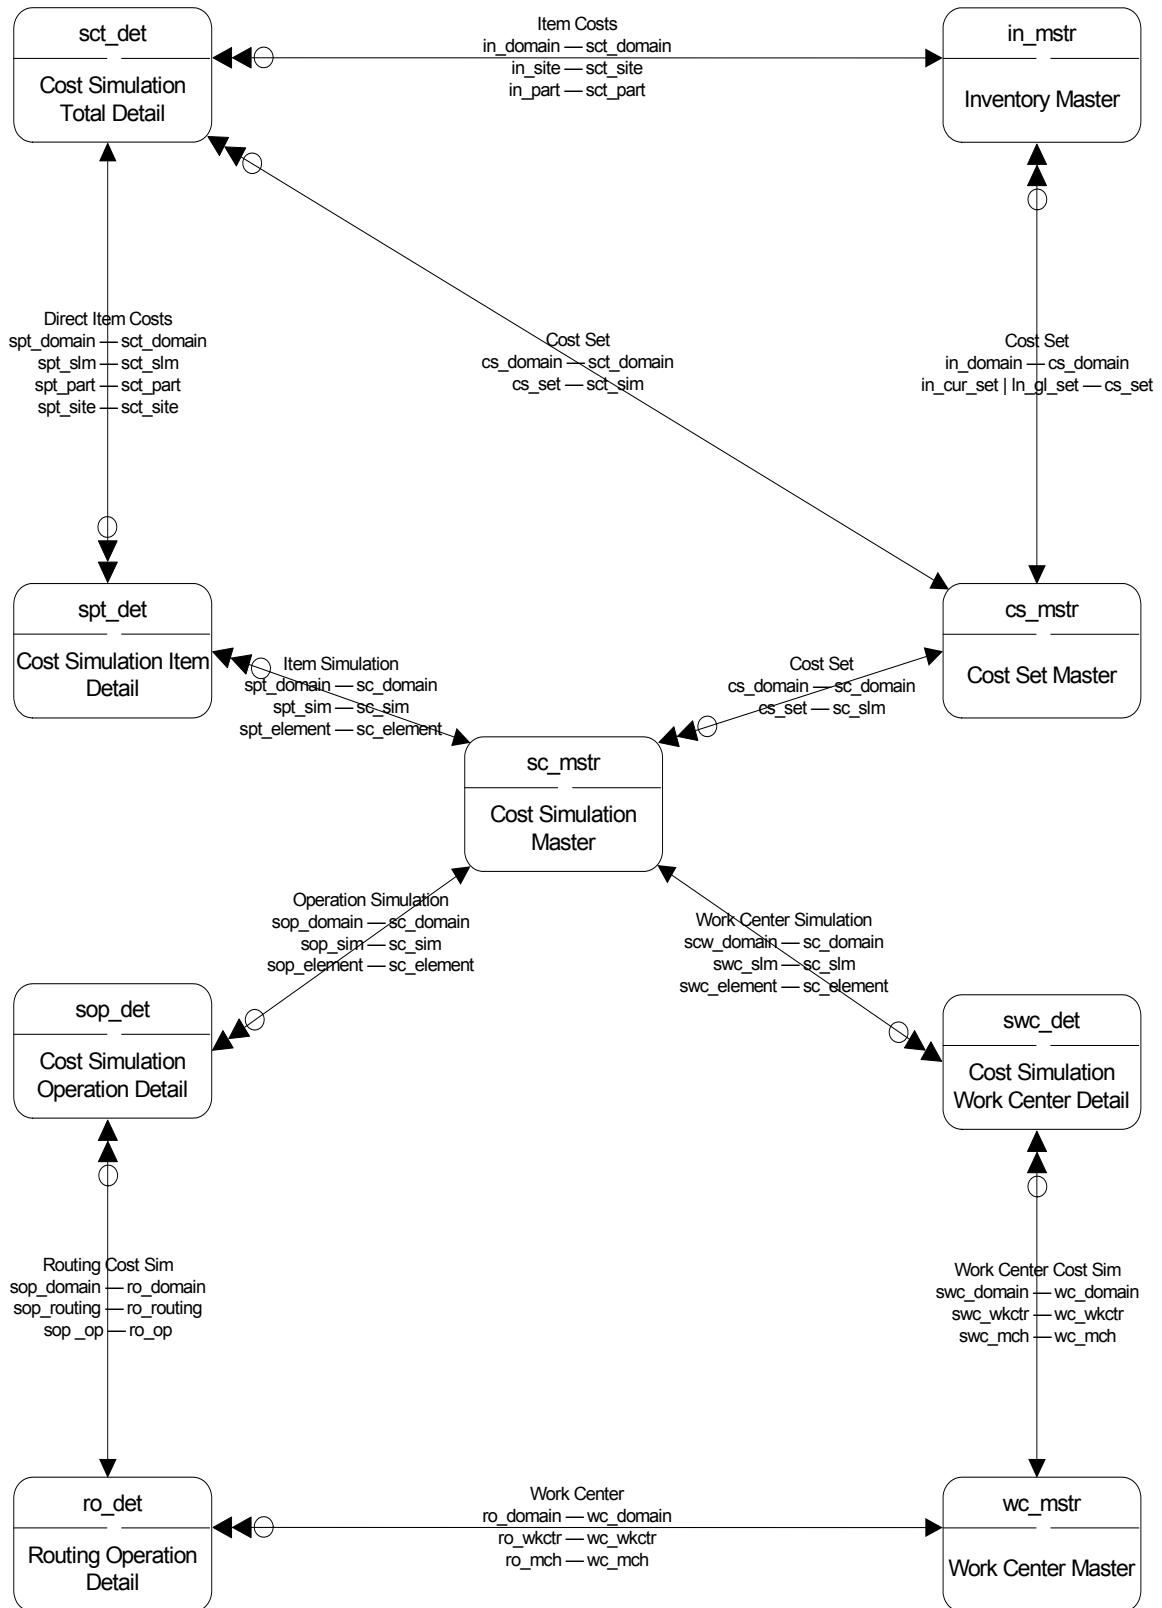 sct_det
Cost Simulation
Total Detail
Item Costs
in_domain — sct_domain
in_site — sct_site
in_part — sct_part
in_mstr
Inventory Master
Direct Item Costs
spt_domain — sct_domain
spt_slm — sct_slm
spt_part — sct_part
spt_site — sct_site
Cost Set
cs_domain — sct_domain
cs_set — sct_sim
Cost Set
in_domain — cs_domain
in_cur_set | ln_gl_set — cs_set
spt_det
Cost Simulation Item
Detail
Item Simulation
spt_domain — sc_domain
spt_sim — sc_sim
spt_element — sc_element
Cost Set
cs_domain — sc_domain
cs_set — sc_slm
cs_mstr
Cost Set Master
sc_mstr
Cost Simulation
Master
Operation Simulation
sop_domain — sc_domain
sop_sim — sc_sim
sop_element — sc_element
Work Center Simulation
scw_domain — sc_domain
swc_slm — sc_slm
swc_element — sc_element
sop_det
Cost Simulation
Operation Detail
swc_det
Cost Simulation
Work Center Detail
Routing Cost Sim
sop_domain — ro_domain
sop_routing — ro_routing
sop _op — ro_op
Work Center Cost Sim
swc_domain — wc_domain
swc_wkctr — wc_wkctr
swc_mch — wc_mch
ro_det
Routing Operation
Detail
Work Center
ro_domain — wc_domain
ro_wkctr — wc_wkctr
ro_mch — wc_mch
wc_mstr
Work Center Master